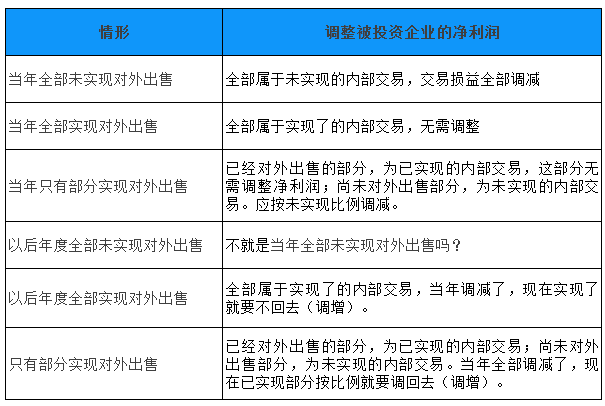 情形
调整被投资企业的净利润
当年全部未实现对外出售
全部属于未实现的内部交易，交易损益全部调减
当年全部实现对外出售
全部属于实现了的内部交易，无需调整
当年只有部分实现对外出售
已经对外出售的部分，为已实现的内部交易，这部分无
需调整净利润；尚未对外出售部分，为未实现的内部交
易。应按未实现比例调减。
以后年度全部未实现对外出售
不就是当年全部未实现对外出售吗？
以后年度全部实现对外出售
全部属于实现了的内部交易，当年调减了，现在实现了
就要不回去（调增）。
只有部分实现对外出售
已经对外出售的部分，为已实现的内部交易；尚未对外
出售部分，为未实现的内部交易。当年全部调减了，现
在已实现部分按比例就要调回去（调增）。